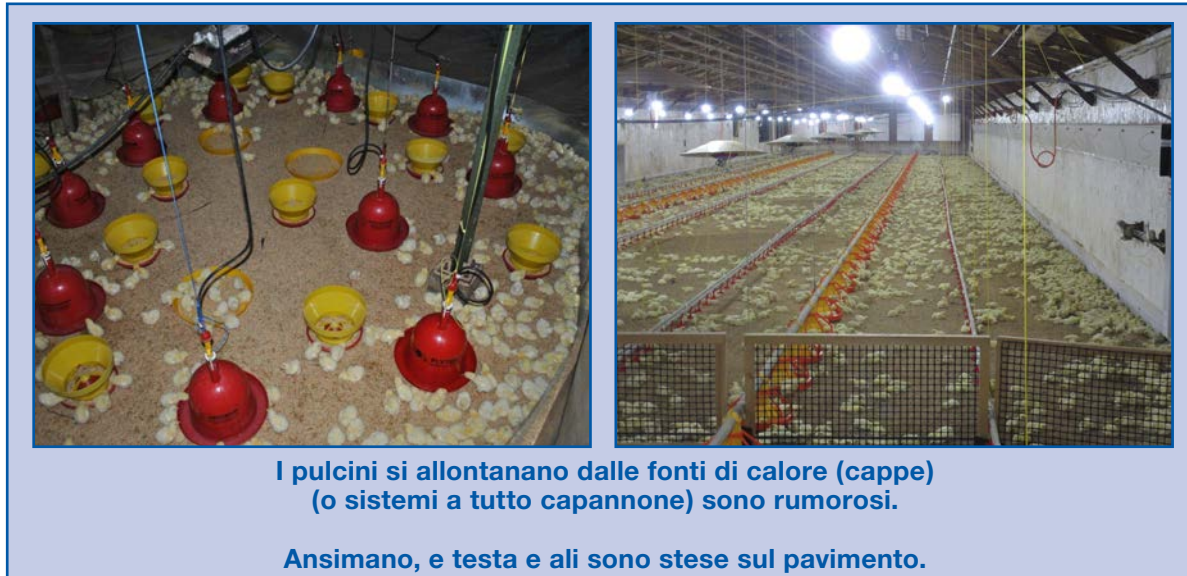 I pulcini si allontanano dalle fonti di calore (cappe)
(o sistemi a tutto capannone) sono rumorosi.
Ansimano, e testa e ali sono stese sul pavimento.